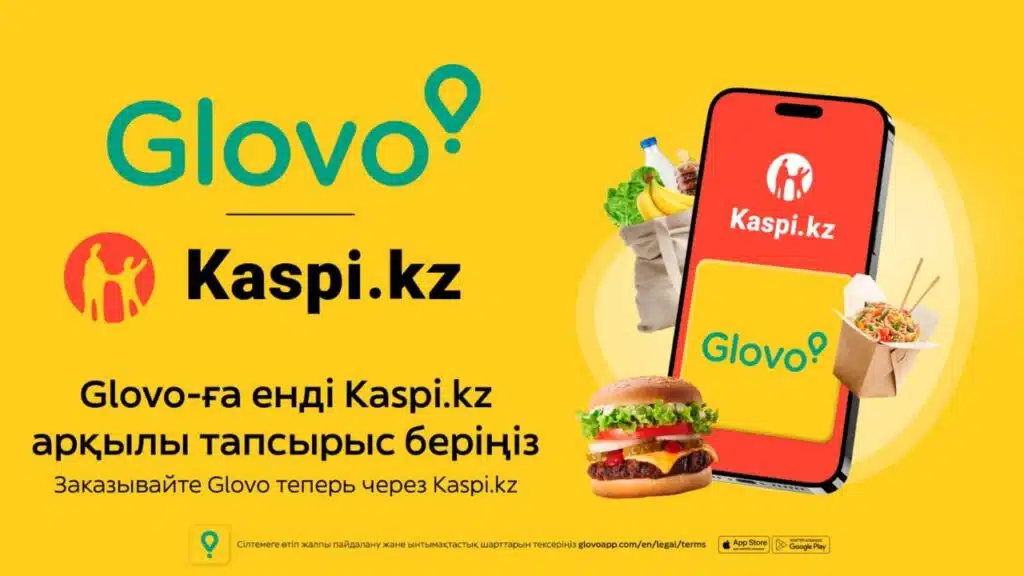 Glovo
Kaspi.kz
Glovo-ға енді Kaspi.kz
арқылы тапсырыс беріңіз
Заказывайте Glovo теперь через Kaspi.kz
Kaspi.kz
Glovo
Сілтемеге өтіп жалпы пайдалану және ынтымақтастық шарттарын тексеріңіз glovoapp.com/en/legal/terms
App Store
Google Play